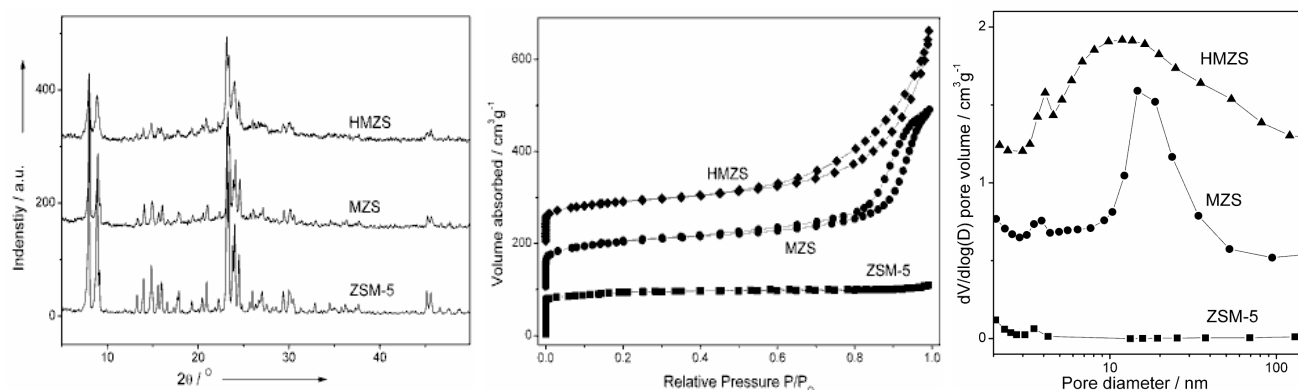 Indenstiy / a.u.
400
200
0
HMZS
MZS
ZSM-5
10
20
30
40
2θ / °
Volume absorbed / cm³g⁻¹
600
400
200
0
HMZS
MZS
ZSM-5
0.0
0.2
0.4
0.6
0.8
1.0
Relative Pressure P/P₀
dV/dlog(D) pore volume / cm³g⁻¹
2
1
0
HMZS
MZS
ZSM-5
10
100
Pore diameter / nm